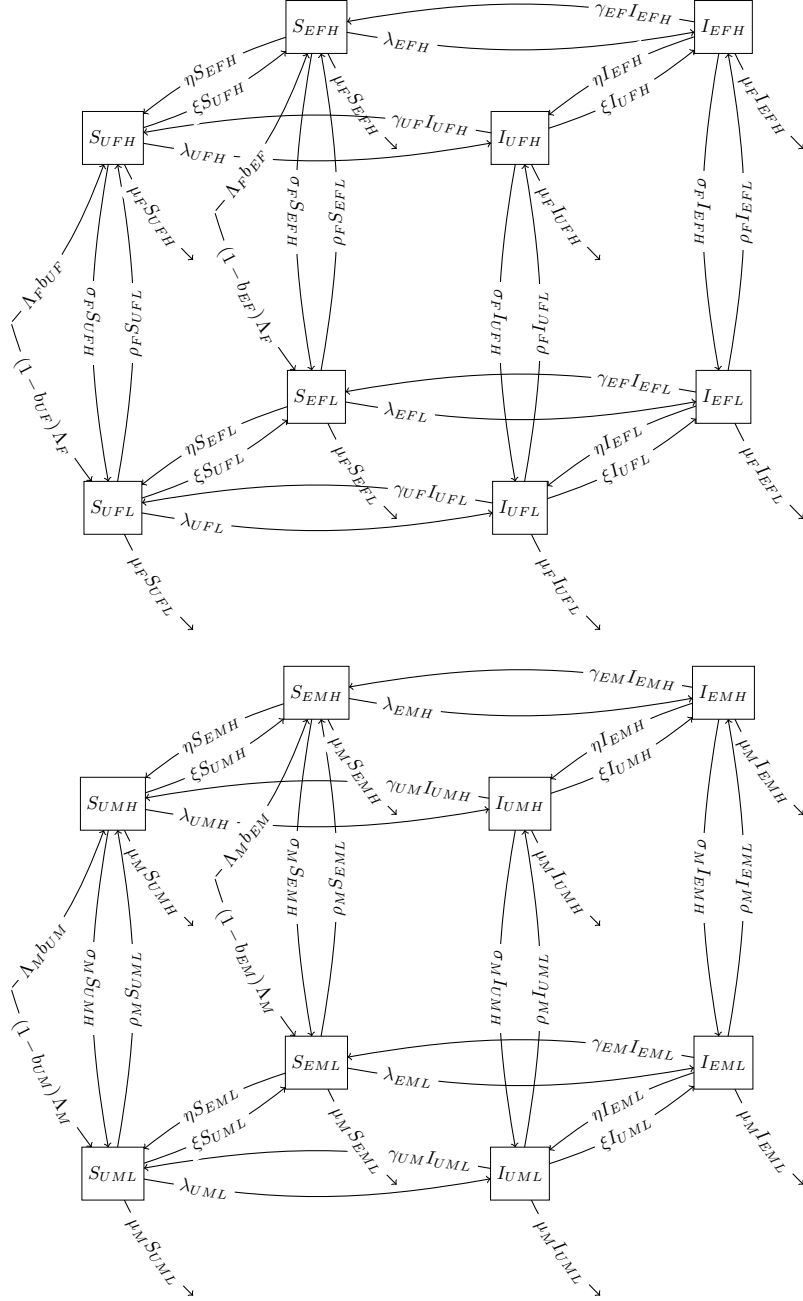 S_{EFH}
γ_{EF}I_{EFH}
I_{EFH}
λ_{EFH}
ηS_{EFH}
ξS_{UFH}
μ_FS_{EFH}
ηI_{EFH}
ξI_{UFH}
μ_FI_{EFH}
S_{UFH}
γ_{UF}I_{UFH}
I_{UFH}
λ_{UFH}
Λ_Fb_{EF}
μ_FS_{UFH}
σ_FS_{EFH}
ρ_FS_{EFL}
μ_FI_{UFH}
σ_FI_{EFH}
ρ_FI_{EFL}
Λ_Fb_{UF}
(1 − b_{EF})Λ_F
σ_FS_{UFH}
ρ_FS_{UFL}
σ_FI_{UFH}
ρ_FI_{UFL}
(1 − b_{UF})Λ_F
S_{EFL}
γ_{EF}I_{EFL}
I_{EFL}
λ_{EFL}
ηS_{EFL}
ξS_{UFL}
μ_FS_{EFL}
ηI_{EFL}
ξI_{UFL}
μ_FI_{EFL}
S_{UFL}
γ_{UF}I_{UFL}
I_{UFL}
λ_{UFL}
μ_FS_{UFL}
μ_FI_{UFL}
S_{EMH}
γ_{EM}I_{EMH}
I_{EMH}
λ_{EMH}
ηS_{EMH}
ξS_{UMH}
μ_MS_{EMH}
ηI_{EMH}
ξI_{UMH}
μ_MI_{EMH}
S_{UMH}
γ_{UM}I_{UMH}
I_{UMH}
λ_{UMH}
Λ_Mb_{EM}
μ_MS_{UMH}
σ_MS_{EMH}
ρ_MS_{EML}
μ_MI_{UMH}
σ_MI_{EMH}
ρ_MI_{EML}
Λ_Mb_{UM}
(1 − b_{EM})Λ_M
σ_MS_{UMH}
ρ_MS_{UML}
σ_MI_{UMH}
ρ_MI_{UML}
(1 − b_{UM})Λ_M
S_{EML}
γ_{EM}I_{EML}
I_{EML}
λ_{EML}
ηS_{EML}
ξS_{UML}
μ_MS_{EML}
ηI_{EML}
ξI_{UML}
μ_MI_{EML}
S_{UML}
γ_{UM}I_{UML}
I_{UML}
λ_{UML}
μ_MS_{UML}
μ_MI_{UML}